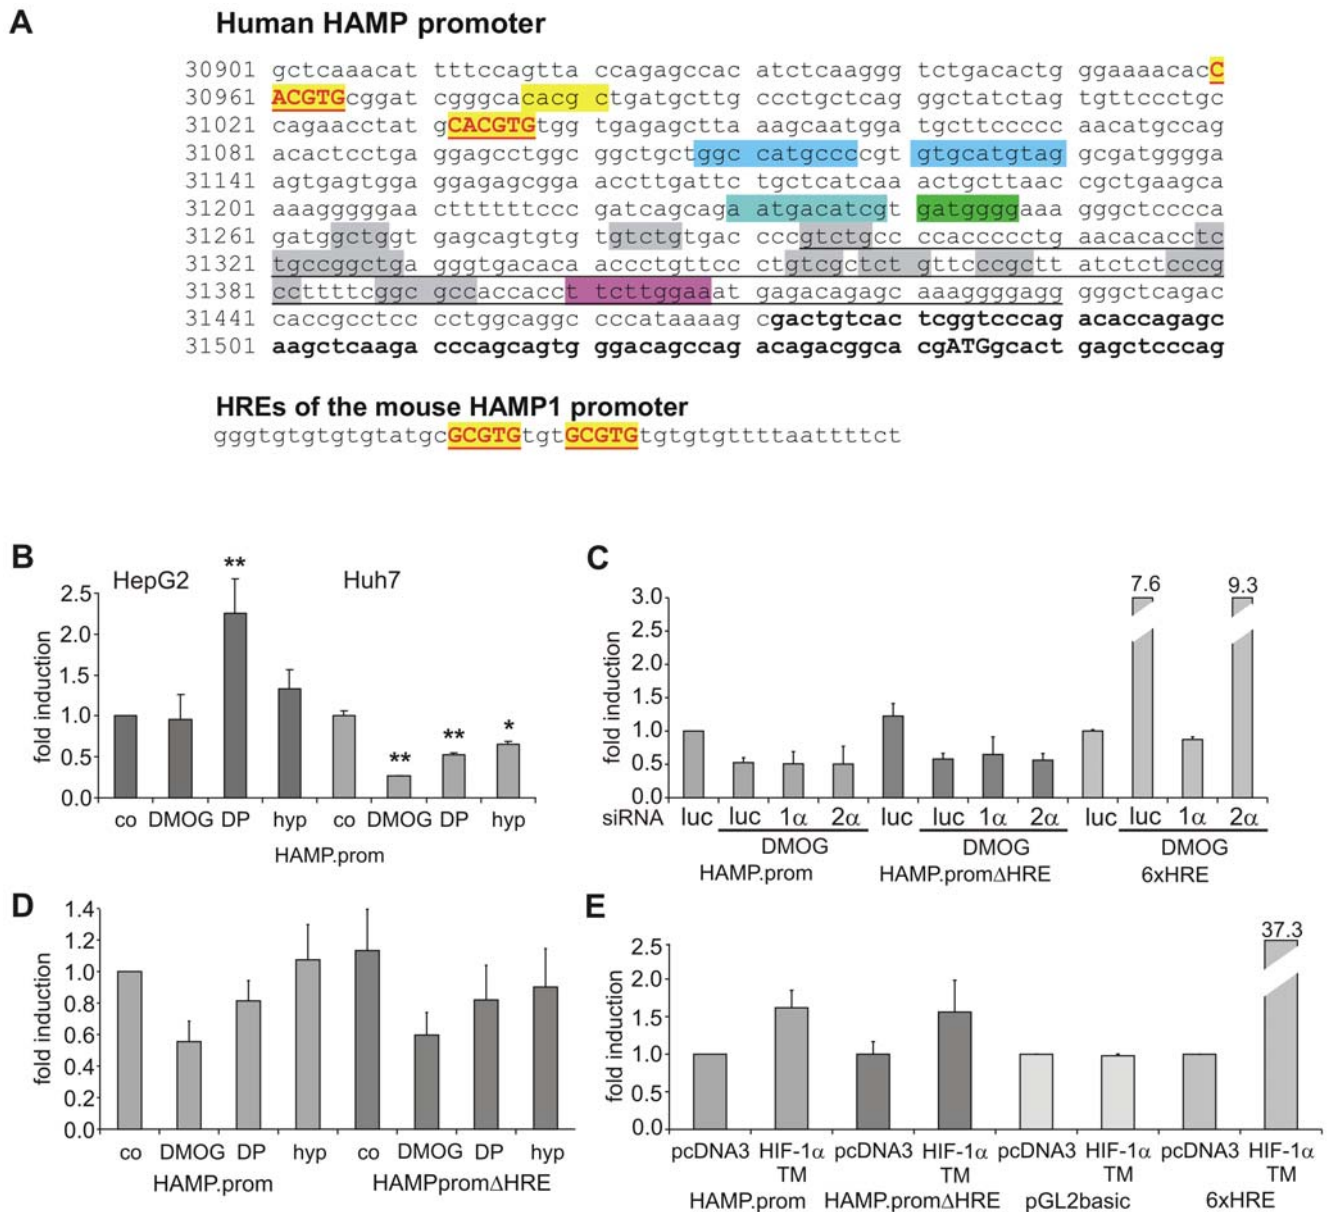 A
Human HAMP promoter
30901 gctcaaacat tttccagtta ccagagccac atctcaaggg tctgacactg ggaaaacacC
30961 ACGTGcggat cgggcacacg ctgatgcttg ccctgctcag ggctatctag tgttccctgc
31021 cagaacctat gCACGTGtgg tgagagctta aagcaatgga tgcttccccc aacatgccag
31081 acactcctga ggagcctggc ggctgctggc catgccccgt gtgcatgtag gcgatgggga
31141 agtgagtgga ggagagcgga accttgattc tgctcatcaa actgcttaac cgctgaagca
31201 aaagggggaa cttttttccc gatcagcaga atgacatcgt gatggggaaa gggctcccca
31261 gatggctggt gagcagtgtg tgtctgtgac cccgtctgcc ccaccccctg aacacacctc
31321 tgccggctga gggtgacaca accctgttcc ctgtcgctct gttcccgctt atctctcccg
31381 ccttttcggc gccaccacct tcttggaaat gagacagagc aaaggggagg gggctcagac
31441 caccgcctcc cctggcaggc cccataaaag cgactgtcac tcggtcccag acaccagagc
31501 aagctcaaga cccagcagtg ggacagccag acagacggca cgATGgcact gagctcccag
HREs of the mouse HAMP1 promoter
gggtgtgtgtgtatgcGCGTGtgtGCGTGtgtgtgttttaattttct
B
HepG2 Huh7
fold induction
2.5
2.0
1.5
1.0
0.5
0.0
** ** ** *
co DMOG DP hyp co DMOG DP hyp
HAMP.prom
C
fold induction
3.0
2.5
2.0
1.5
1.0
0.5
0.0
7.6 9.3
siRNA luc luc 1α 2α luc luc 1α 2α luc luc 1α 2α
DMOG DMOG DMOG
HAMP.prom HAMP.promΔHRE 6xHRE
D
fold induction
1.4
1.2
1.0
0.8
0.6
0.4
0.2
0.0
co DMOG DP hyp co DMOG DP hyp
HAMP.prom HAMPpromΔHRE
E
fold induction
2.5
2.0
1.5
1.0
0.5
0.0
37.3
pcDNA3 HIF-1α pcDNA3 HIF-1α pcDNA3 HIF-1α pcDNA3 HIF-1α
TM TM TM TM
HAMP.prom HAMP.promΔHRE pGL2basic 6xHRE